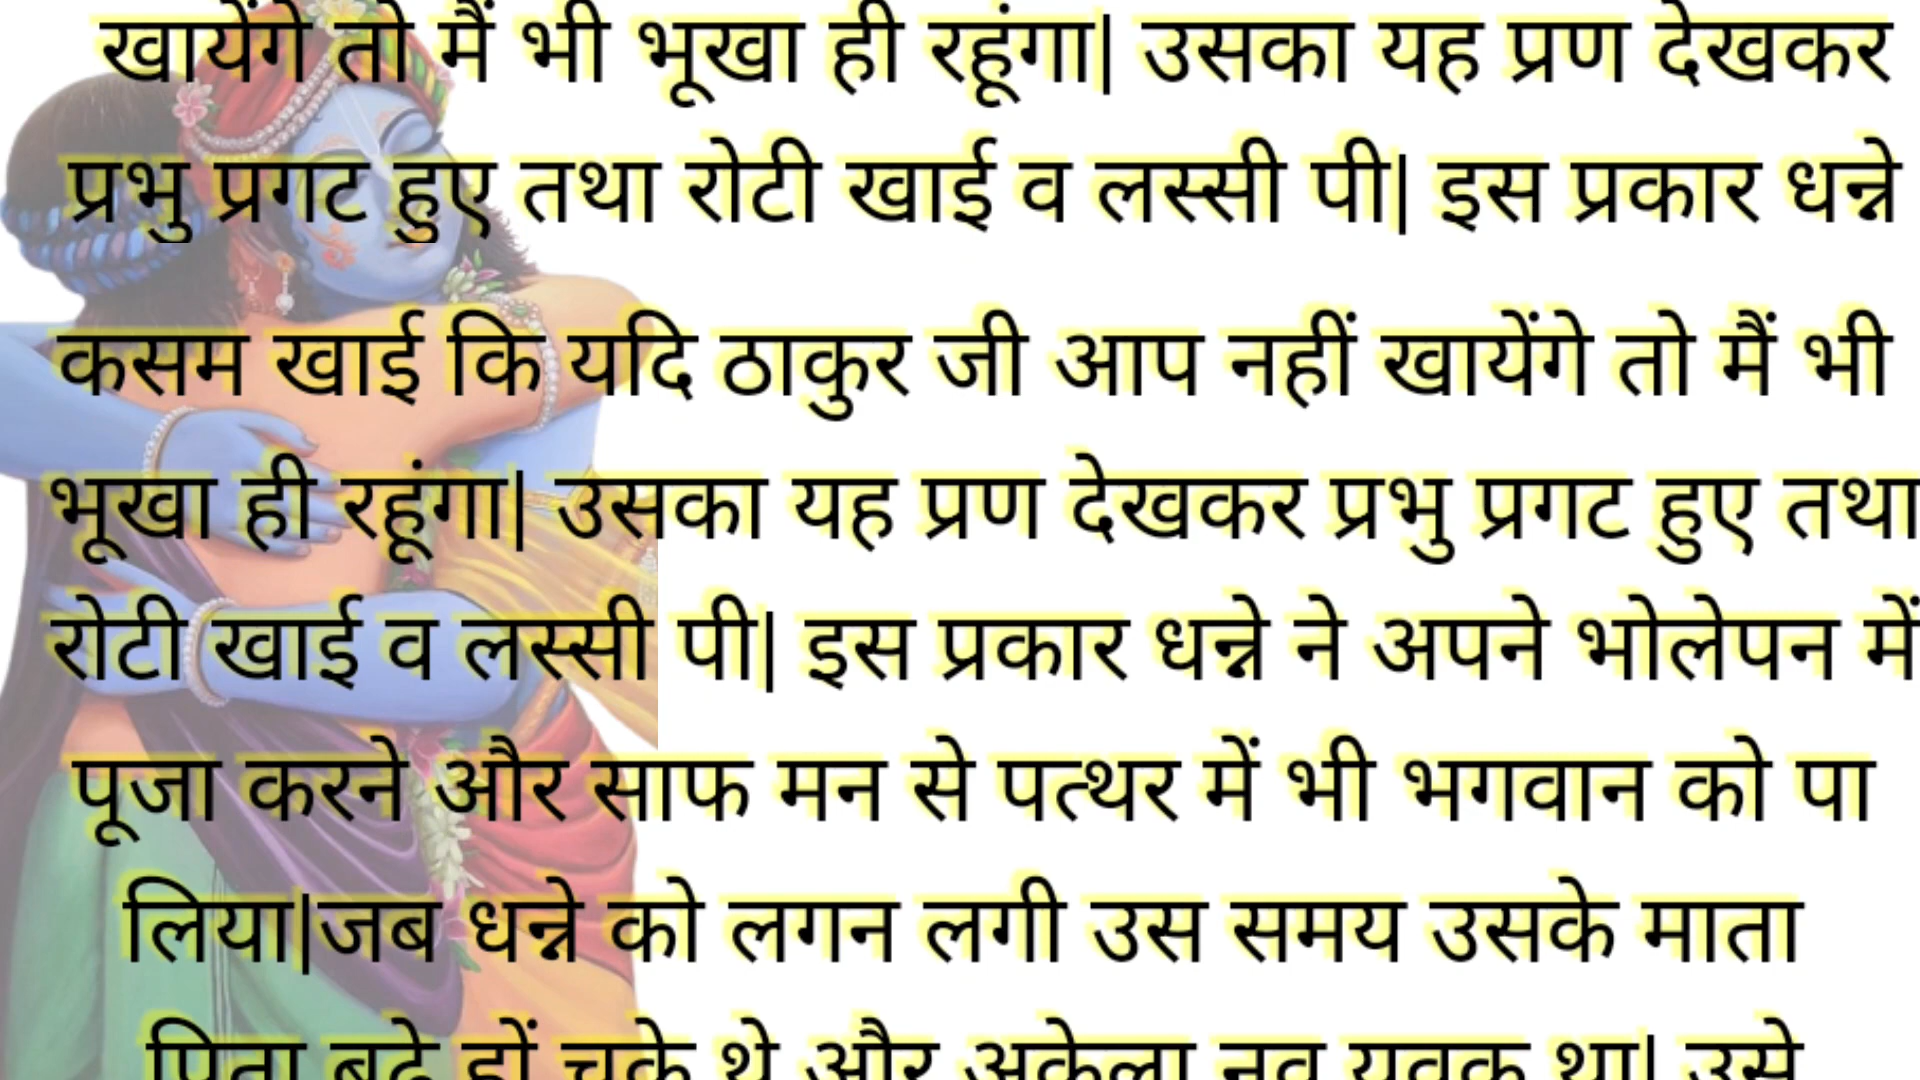 खायेंगे तो मैं भी भूखा ही रहूंगा| उसका यह प्रण देखकर
प्रभु प्रगट हुए तथा रोटी खाई व लस्सी पी| इस प्रकार धन्ने
कसम खाई कि यदि ठाकुर जी आप नहीं खायेंगे तो मैं भी
भूखा ही रहूंगा| उसका यह प्रण देखकर प्रभु प्रगट हुए तथा
रोटी खाई व लस्सी पी| इस प्रकार धन्ने ने अपने भोलेपन में
पूजा करने और साफ मन से पत्थर में भी भगवान को पा
लिया|जब धन्ने को लगन लगी उस समय उसके माता
पिता बूढ़े हों चुके थे और अकेला नव युवक था| उसे